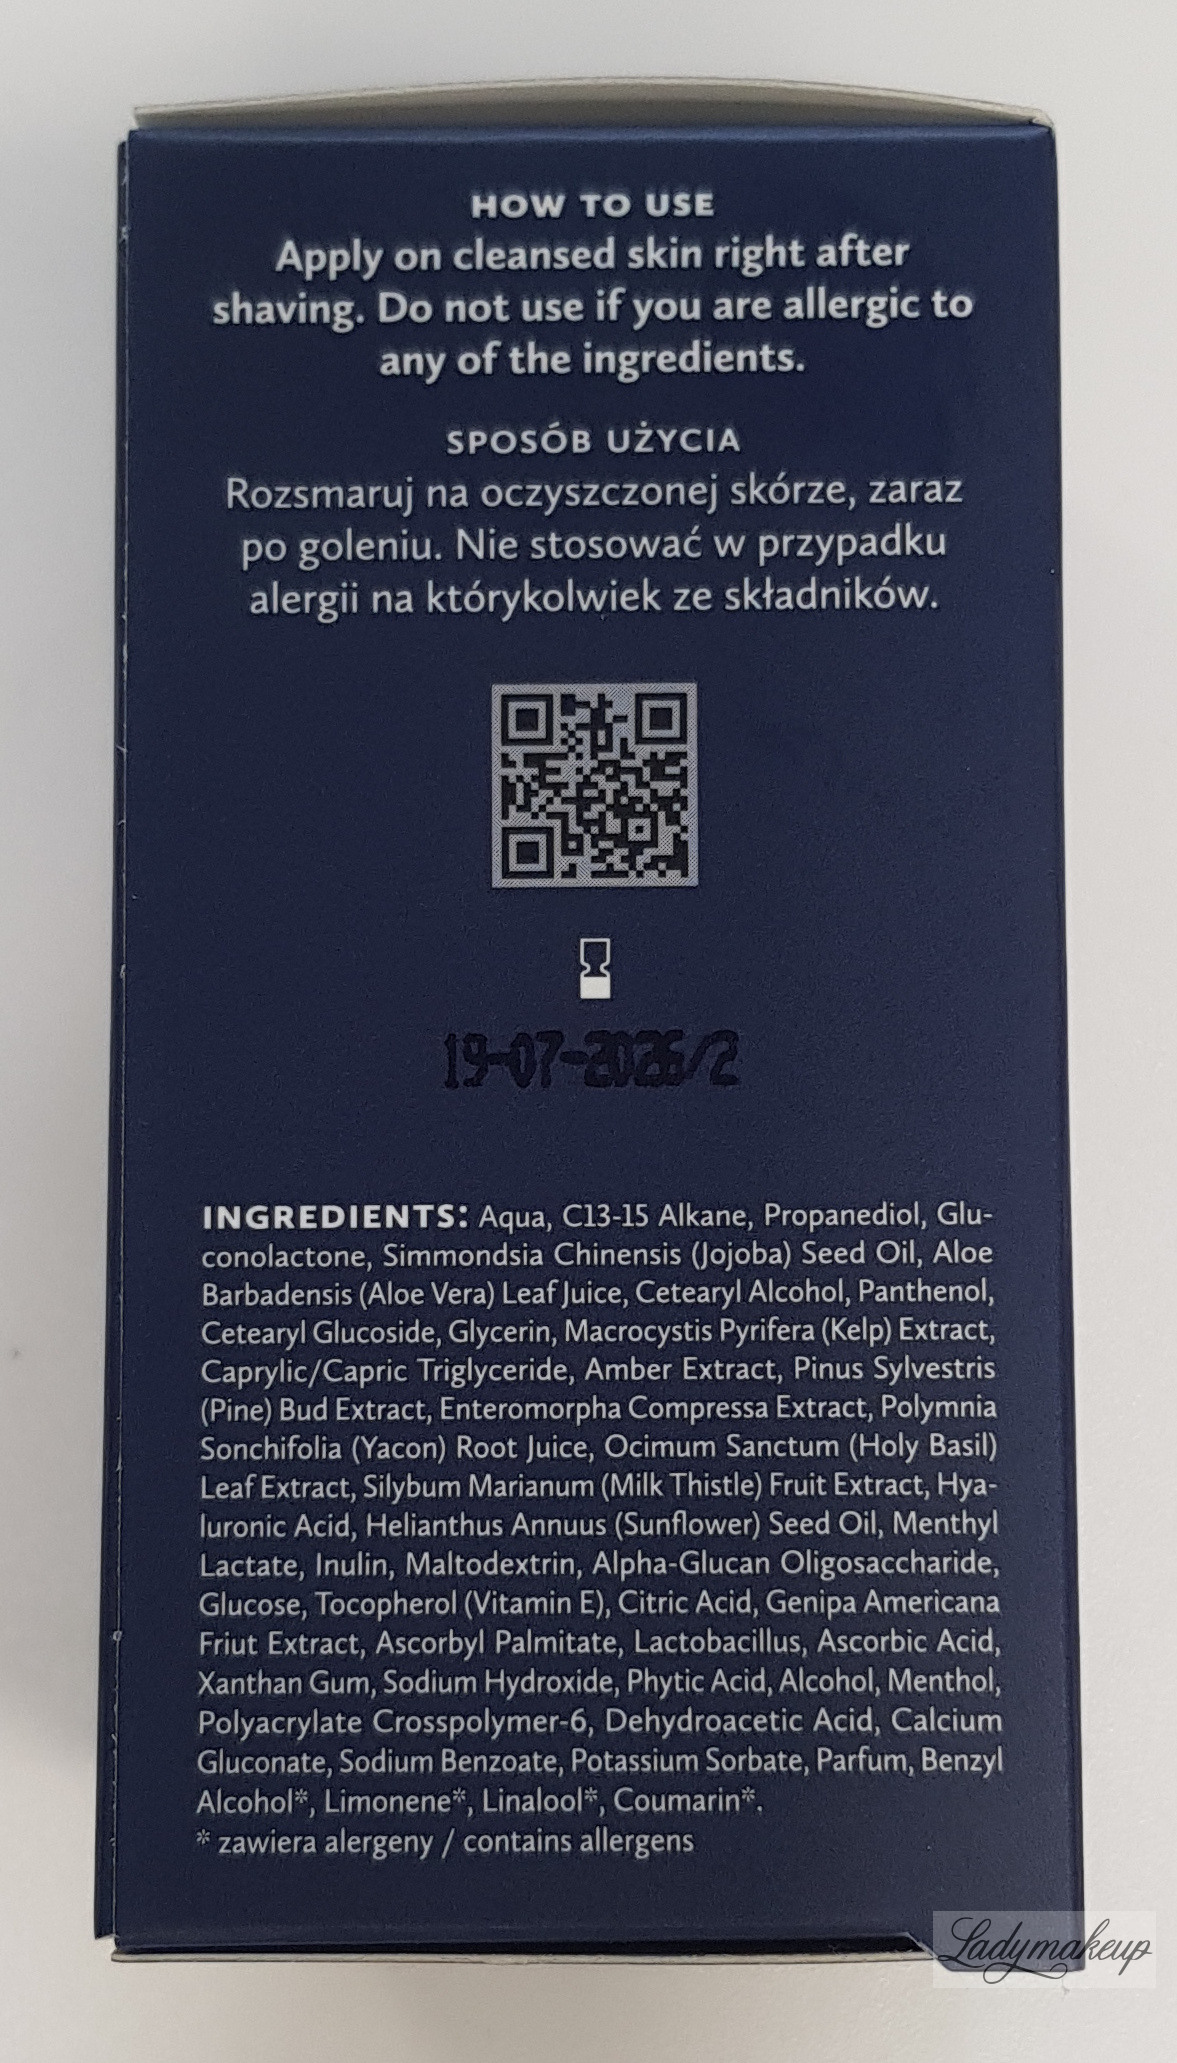 HOW TO USE
Apply on cleansed skin right after
shaving. Do not use if you are allergic to
any of the ingredients.
SPOSÓB UŻYCIA
Rozsmaruj na oczyszczonej skórze, zaraz
po goleniu. Nie stosować w przypadku
alergii na którykolwiek ze składników.
19-07-2026/2
INGREDIENTS: Aqua, C13-15 Alkane, Propanediol, Glu-
conolactone, Simmondsia Chinensis (Jojoba) Seed Oil, Aloe
Barbadensis (Aloe Vera) Leaf Juice, Cetearyl Alcohol, Panthenol,
Cetearyl Glucoside, Glycerin, Macrocystis Pyrifera (Kelp) Extract,
Caprylic/Capric Triglyceride, Amber Extract, Pinus Sylvestris
(Pine) Bud Extract, Enteromorpha Compressa Extract, Polymnia
Sonchifolia (Yacon) Root Juice, Ocimum Sanctum (Holy Basil)
Leaf Extract, Silybum Marianum (Milk Thistle) Fruit Extract, Hya-
luronic Acid, Helianthus Annuus (Sunflower) Seed Oil, Menthyl
Lactate, Inulin, Maltodextrin, Alpha-Glucan Oligosaccharide,
Glucose, Tocopherol (Vitamin E), Citric Acid, Genipa Americana
Friut Extract, Ascorbyl Palmitate, Lactobacillus, Ascorbic Acid,
Xanthan Gum, Sodium Hydroxide, Phytic Acid, Alcohol, Menthol,
Polyacrylate Crosspolymer-6, Dehydroacetic Acid, Calcium
Gluconate, Sodium Benzoate, Potassium Sorbate, Parfum, Benzyl
Alcohol*, Limonene*, Linalool*, Coumarin*.
* zawiera alergeny / contains allergens
Ladymakeup